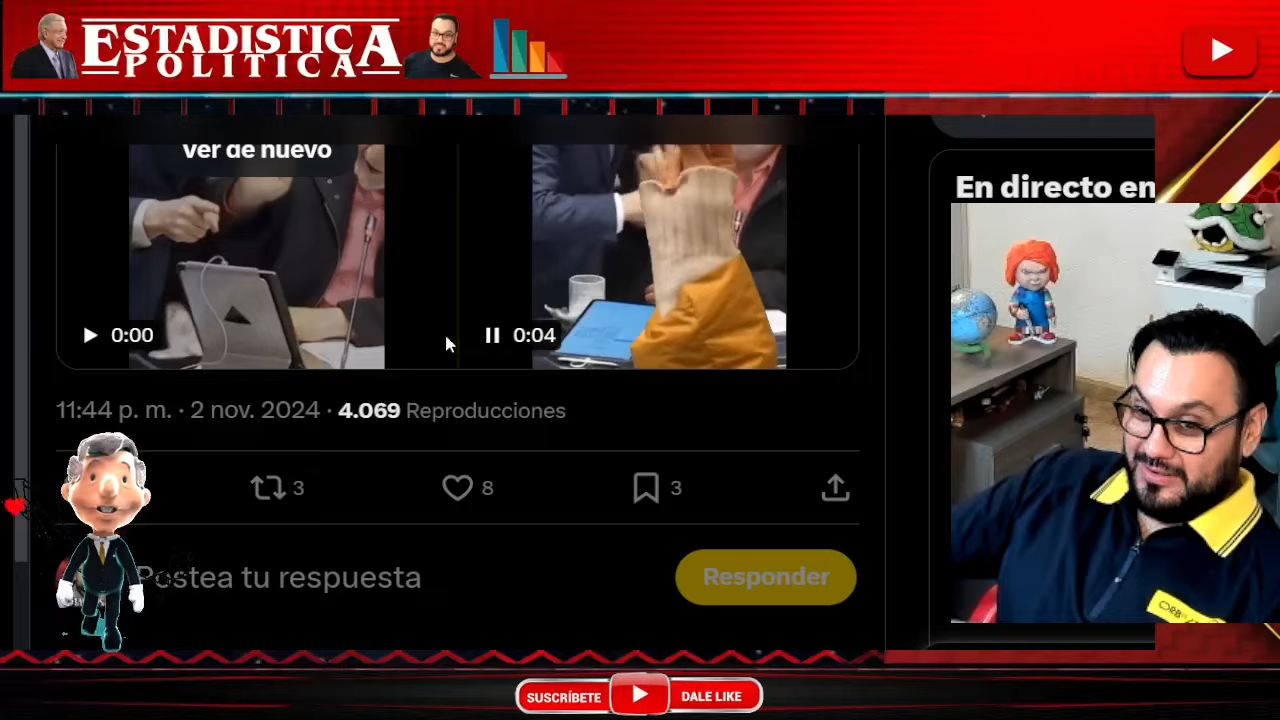 ESTADISTICA
POLITICA
Ver de nuevo
0:00
0:04
En directo en
11:44 p. m. · 2 nov. 2024 · 4.069 Reproducciones
3
8
3
Postea tu respuesta
Responder
SUSCRÍBETE
DALE LIKE